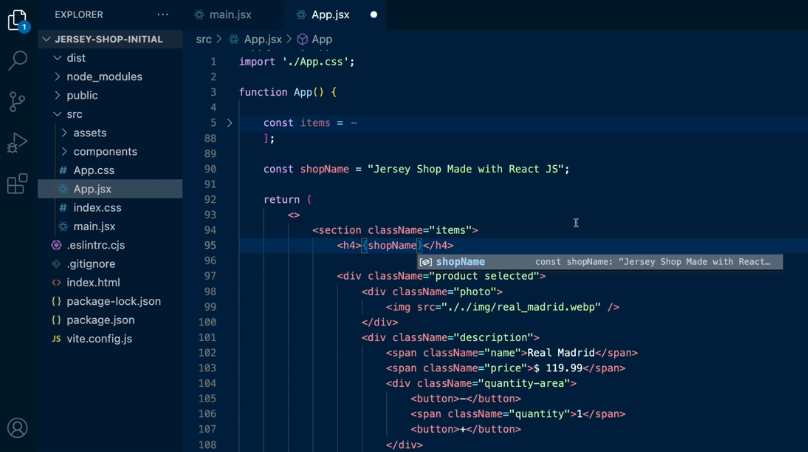 EXPLORER ···
main.jsx
App.jsx
1
JERSEY-SHOP-INITIAL
dist
node_modules
public
src
assets
components
# App.css
App.jsx
# index.css
main.jsx
.eslintrc.cjs
.gitignore
<> index.html
{} package-lock.json
{} package.json
JS vite.config.js
src > App.jsx > App
1 import './App.css';
2
3 function App() {
4
5 const items = ···
88 ];
89
90 const shopName = "Jersey Shop Made with React JS";
91
92 return (
93 <>
94 <section className="items">
95 <h4>{shopName}</h4>
shopName const shopName: "Jersey Shop Made with React…
96
97 <div className="product selected">
98 <div className="photo">
99 <img src="././img/real_madrid.webp" />
100 </div>
101 <div className="description">
102 <span className="name">Real Madrid</span>
103 <span className="price">$ 119.99</span>
104 <div className="quantity-area">
105 <button>-</button>
106 <span className="quantity">1</span>
107 <button>+</button>
108 </div>